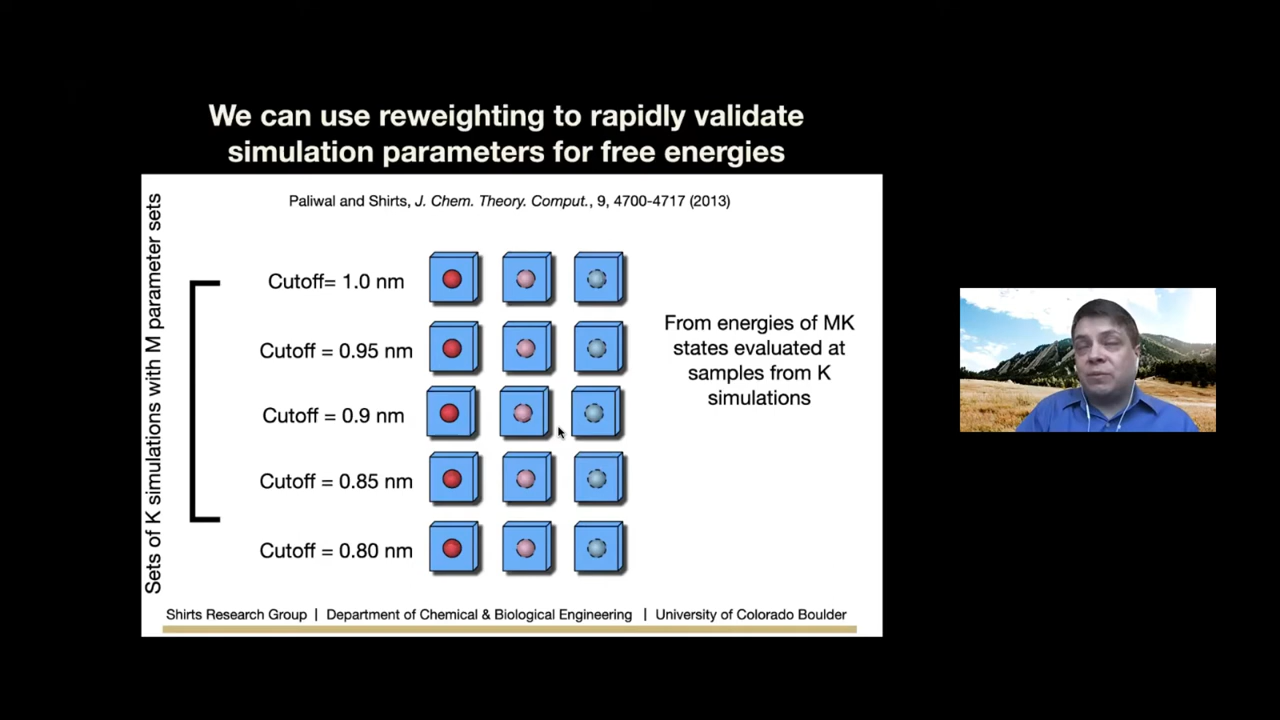 We can use reweighting to rapidly validate
simulation parameters for free energies
Paliwal and Shirts, J. Chem. Theory. Comput., 9, 4700-4717 (2013)
Sets of K simulations with M parameter sets
Cutoff= 1.0 nm
Cutoff = 0.95 nm
Cutoff = 0.9 nm
Cutoff = 0.85 nm
Cutoff = 0.80 nm
From energies of MK
states evaluated at
samples from K
simulations
Shirts Research Group | Department of Chemical & Biological Engineering | University of Colorado Boulder